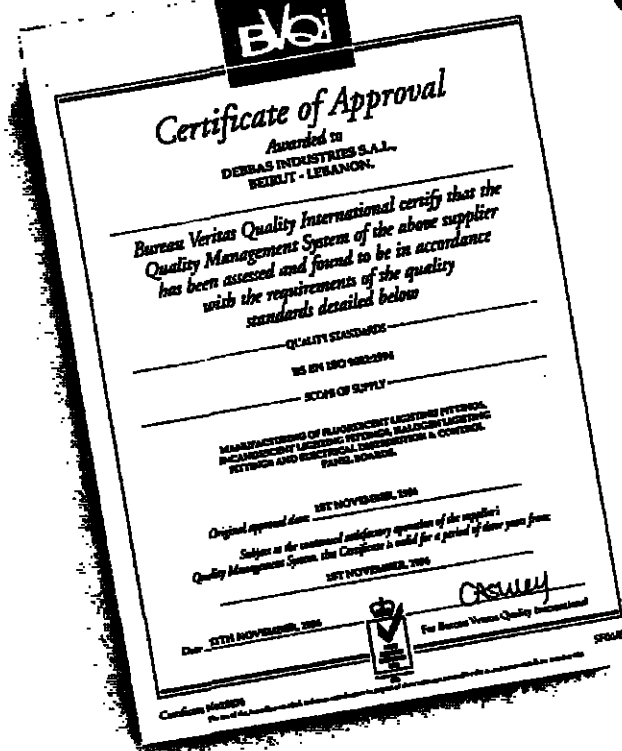 BVQi
Certificate of Approval
Awarded to
DEBBAS INDUSTRIES S.A.L.,
BEIRUT - LEBANON.
Bureau Veritas Quality International certify that the
Quality Management System of the above supplier
has been assessed and found to be in accordance
with the requirements of the quality
standards detailed below
QUALITY STANDARDS
BS EN ISO
SCOPE OF SUPPLY
MANUFACTURING OF FLUORESCENT LIGHTING FITTINGS,
INCANDESCENT LIGHTING FITTINGS, HALOGEN LIGHTING
FITTINGS AND ELECTRICAL DISTRIBUTION & CONTROL
PANEL BOARDS.
Original approval date: 1ST NOVEMBER,
Subject to the continued satisfactory operation of the supplier's
Quality Management System, this Certificate is valid for a period of three years from:
1ST NOVEMBER,
Date: NOVEMBER,
For Bureau Veritas Quality International
Certificate